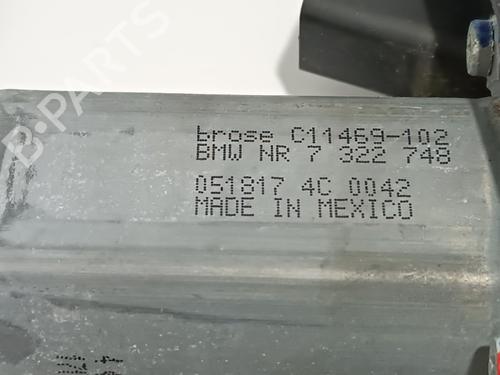 brose C11469-102
BMW NR 7 322 748
051817 4C 0042
MADE IN MEXICO
B-PARTS